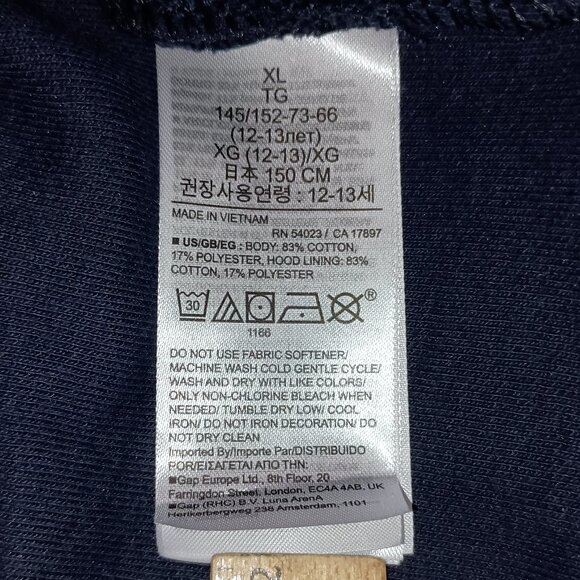 XL
TG
145/152-73-66
(12-13лет)
XG (12-13)/XG
日本 150 CM
권장사용연령 : 12-13세
MADE IN VIETNAM
RN 54023 / CA 17897
■ US/GB/EG : BODY: 83% COTTON,
17% POLYESTER, HOOD LINING: 83%
COTTON, 17% POLYESTER
30
®
1166
DO NOT USE FABRIC SOFTENER/
MACHINE WASH COLD GENTLE CYCLE/
WASH AND DRY WITH LIKE COLORS/
ONLY NON-CHLORINE BLEACH WHEN
NEEDED/ TUMBLE DRY LOW/ COOL
IRON/ DO NOT IRON DECORATION/ DO
NOT DRY CLEAN
Imported By/Importe Par/DISTRIBUIDO
POR/ΕΙΣΑΓΕΤΑΙ ΑΠΟ ΤΗΝ:
■Gap Europe Ltd., 6th Floor, 20
Farringdon Street, London, EC4A 4AB, UK
■Gap (RHC) B.V. Luna ArenA
Herikerbergweg 238 Amsterdam, 1101